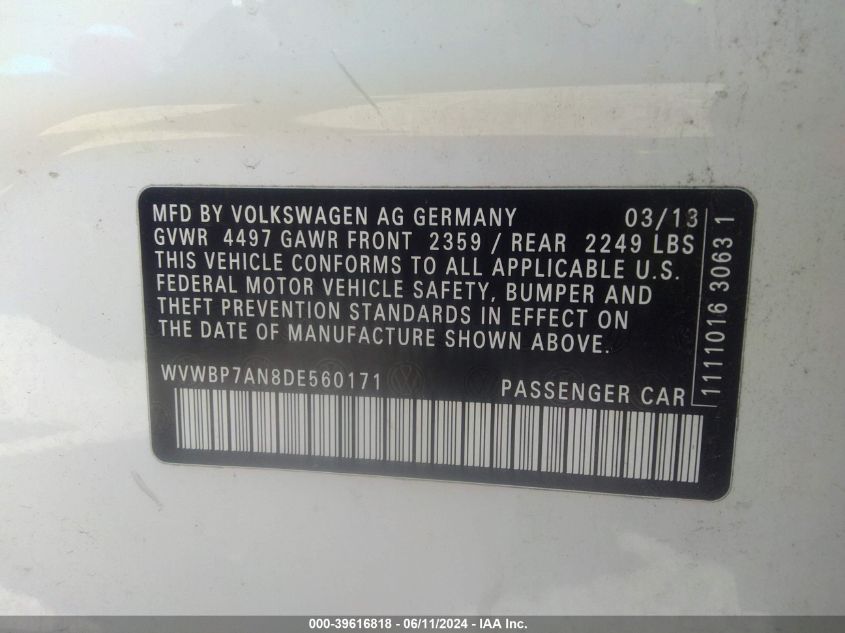 MFD BY VOLKSWAGEN AG GERMANY 03/13
GVWR 4497 GAWR FRONT 2359 / REAR 2249 LBS
THIS VEHICLE CONFORMS TO ALL APPLICABLE U.S.
FEDERAL MOTOR VEHICLE SAFETY, BUMPER AND
THEFT PREVENTION STANDARDS IN EFFECT ON
THE DATE OF MANUFACTURE SHOWN ABOVE.
WVWBP7AN8DE560171 PASSENGER CAR
1111016 3063 1
000-39616818 - 06/11/2024 - IAA Inc.